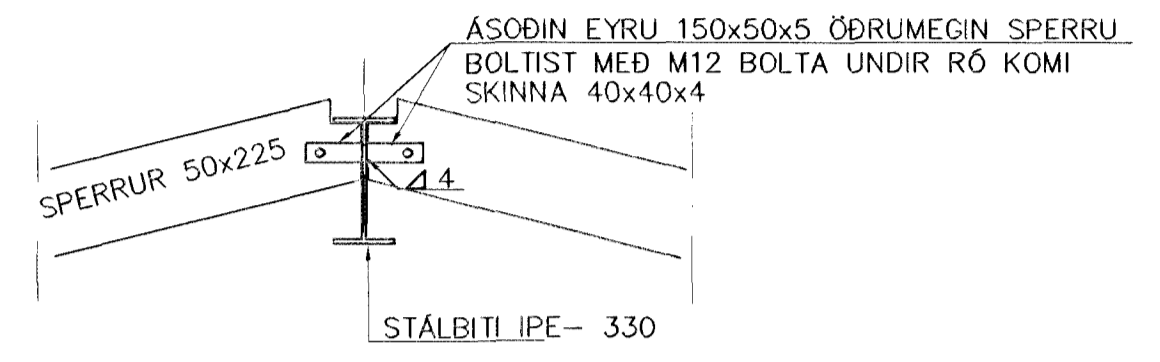 ÁSOÐIN EYRU 150x50x5 ÖÐRUMEGIN SPERRU
BOLTIST MEÐ M12 BOLTA UNDIR RÓ KOMI
SKINNA 40x40x4
SPERRUR 50x225
4
STÁLBITI IPE– 330